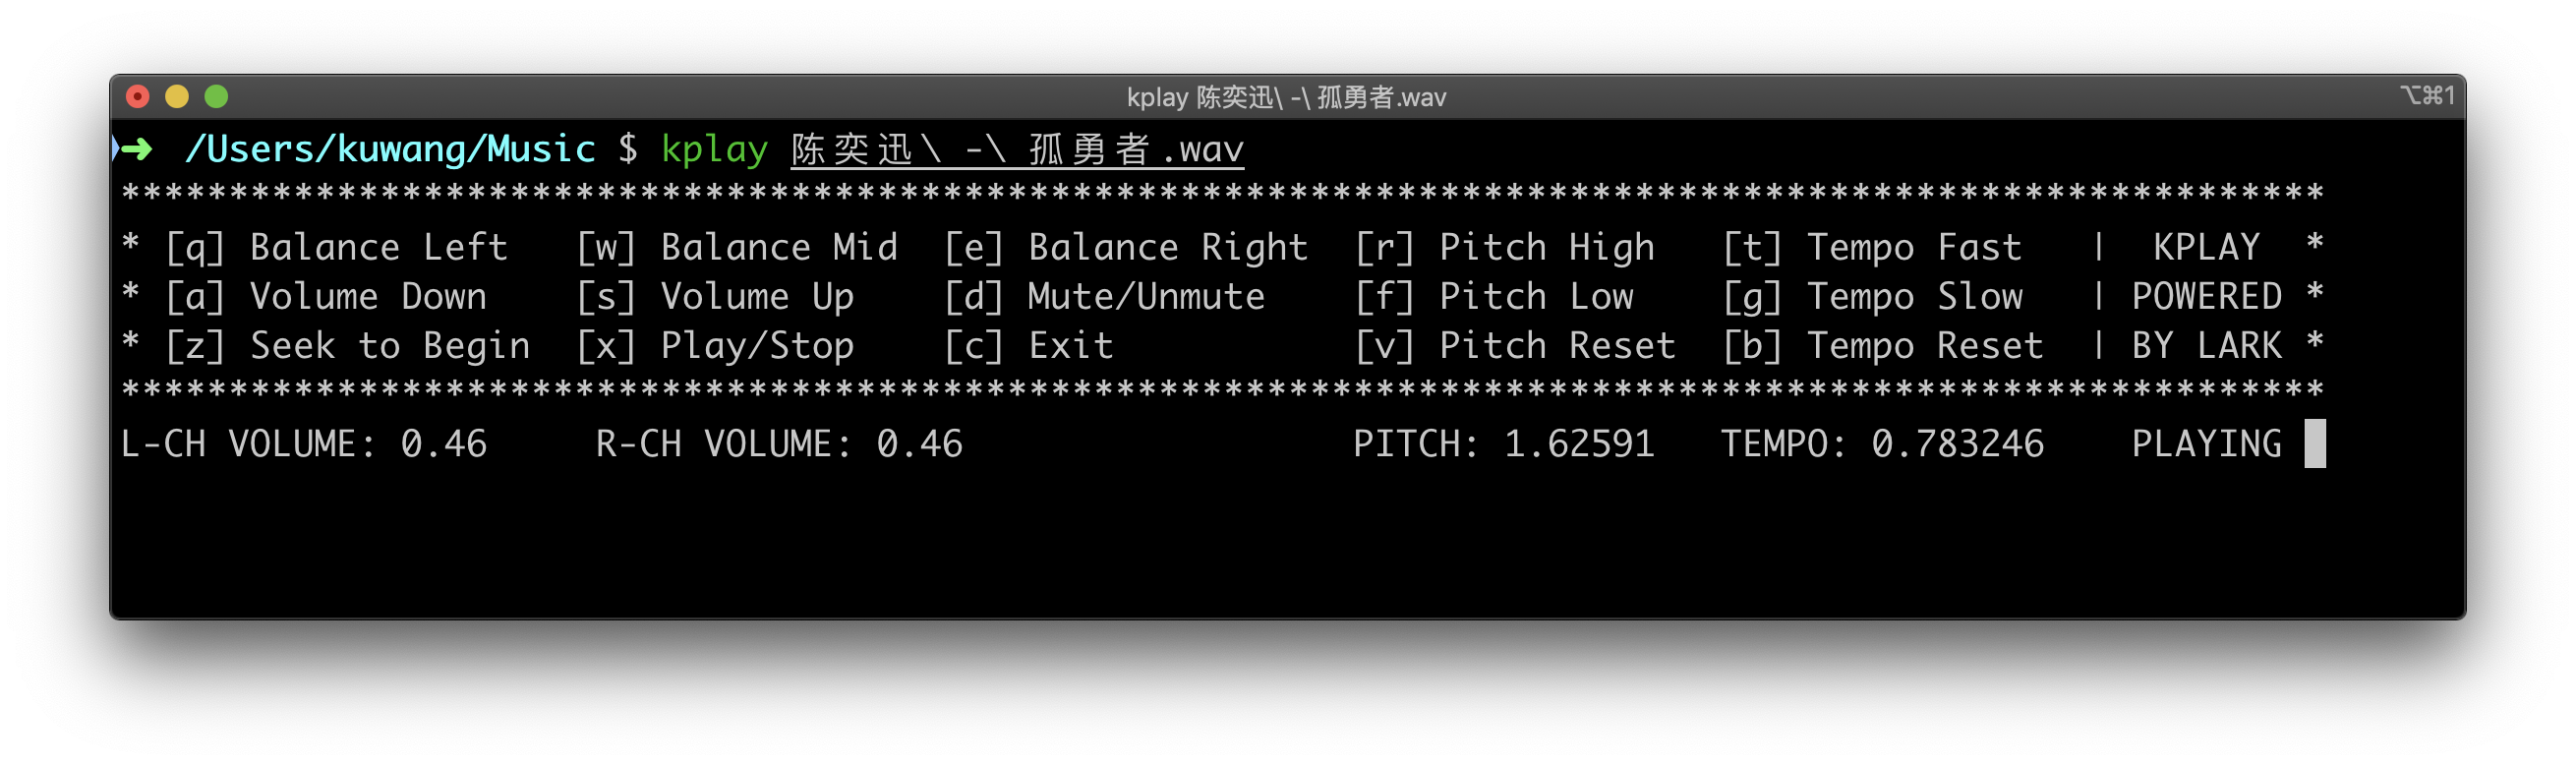 kplay 陈奕迅\ -\ 孤勇者.wav ⌥⌘1
➜ /Users/kuwang/Music $ kplay 陈奕迅\ -\ 孤勇者.wav
******************************************************************************************************
* [q] Balance Left   [w] Balance Mid  [e] Balance Right  [r] Pitch High   [t] Tempo Fast   |  KPLAY  *
* [a] Volume Down    [s] Volume Up    [d] Mute/Unmute    [f] Pitch Low    [g] Tempo Slow   | POWERED *
* [z] Seek to Begin  [x] Play/Stop    [c] Exit           [v] Pitch Reset  [b] Tempo Reset  | BY LARK *
******************************************************************************************************
L-CH VOLUME: 0.46     R-CH VOLUME: 0.46                  PITCH: 1.62591   TEMPO: 0.783246    PLAYING